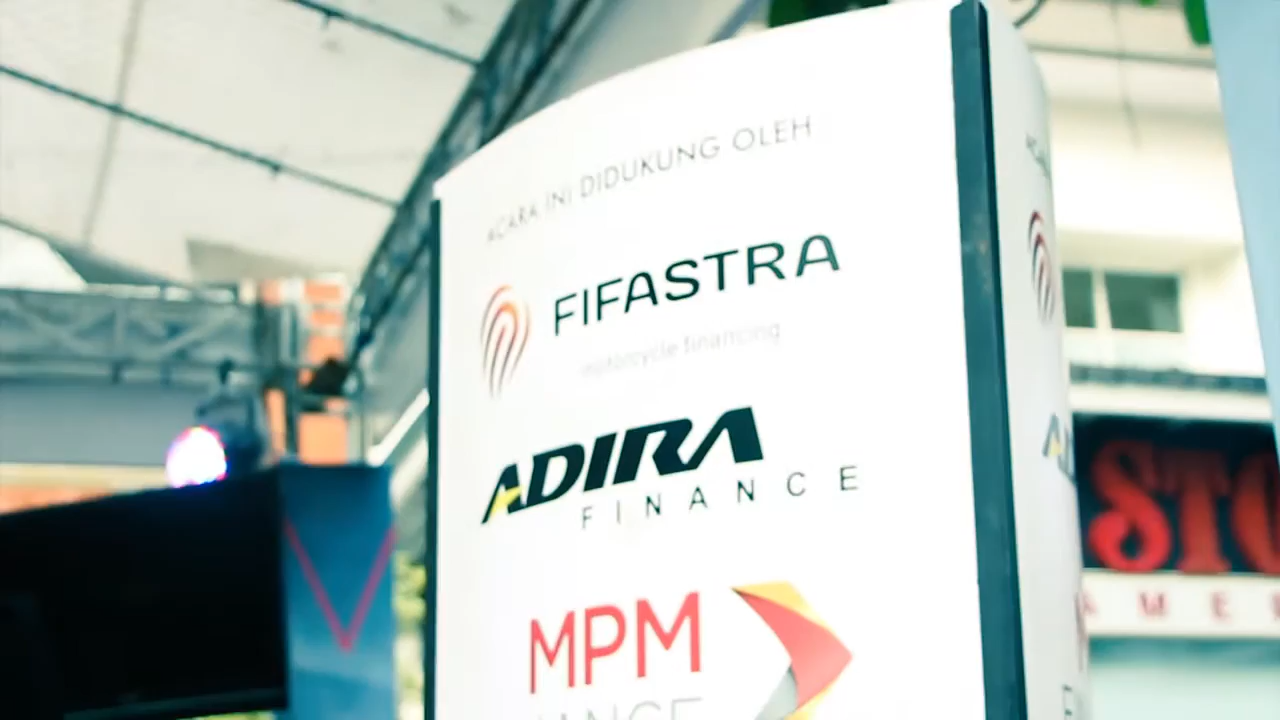 ACARA INI DIDUKUNG OLEH
FIFASTRA
motorcycle financing
ADIRA
FINANCE
MPM